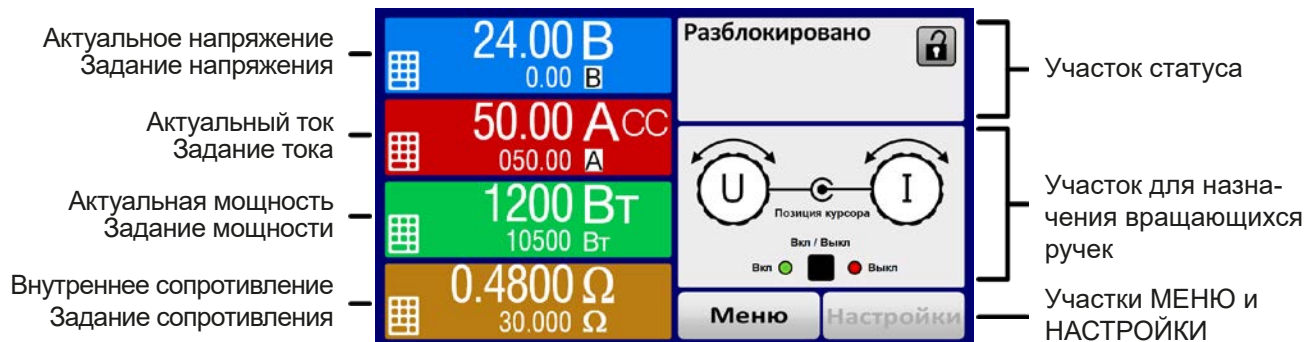 Актуальное напряжение
Задание напряжения
Актуальный ток
Задание тока
Актуальная мощность
Задание мощности
Внутреннее сопротивление
Задание сопротивления
24.00 В
0.00 В
50.00 А СС
050.00 А
1200 Вт
10500 Вт
0.4800 Ω
30.000 Ω
Разблокировано
U
I
Позиция курсора
Вкл / Выкл
Вкл
Выкл
Меню
Настройки
Участок статуса
Участок для назна-
чения вращающихся
ручек
Участки МЕНЮ и
НАСТРОЙКИ